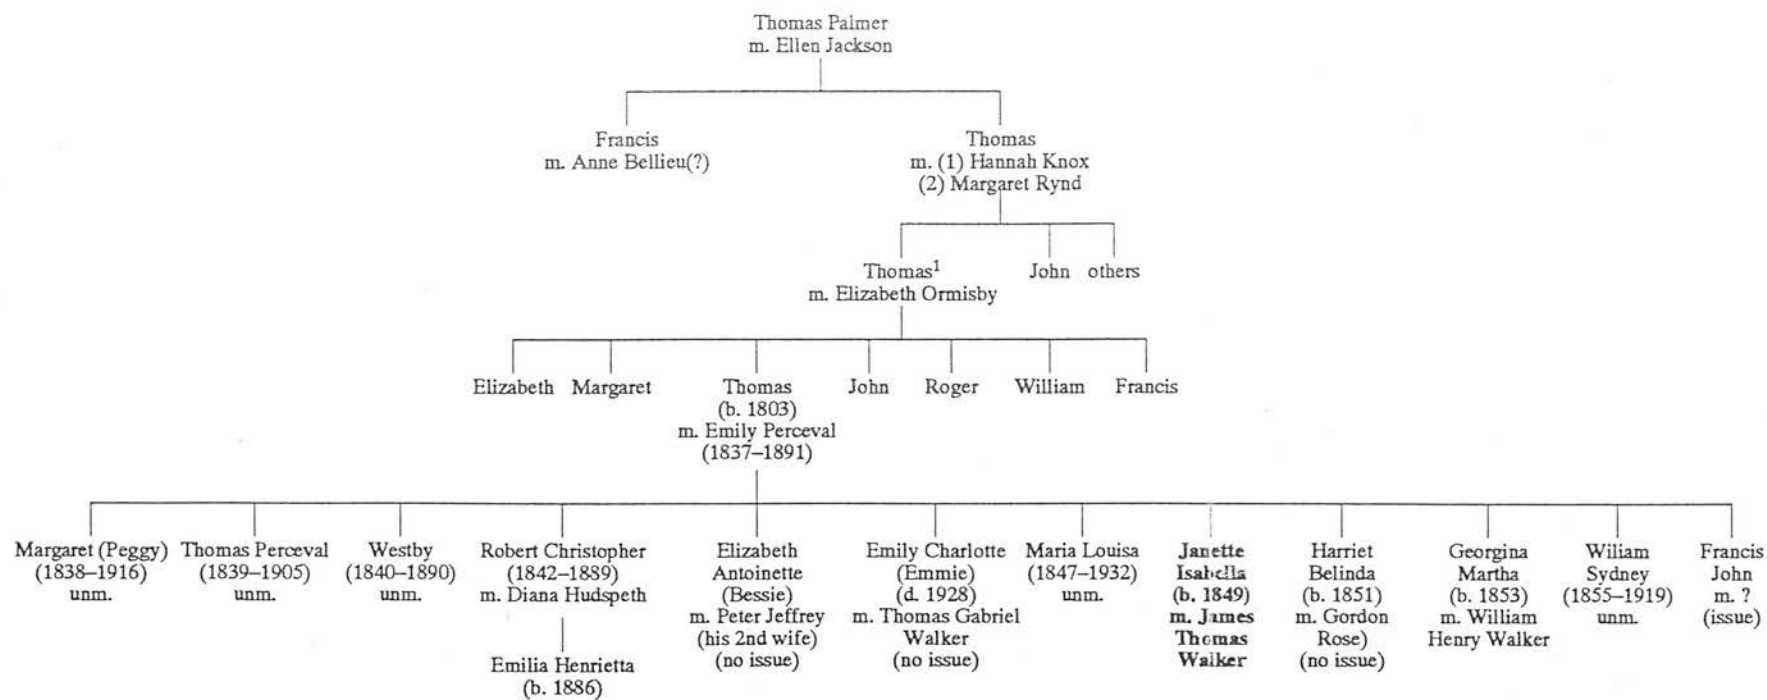 Thomas Palmer
m. Ellen Jackson
Francis
m. Anne Bellieu(?)
Thomas
m. (1) Hannah Knox
(2) Margaret Rynd
Thomas1
m. Elizabeth Ormisby
John
others
Elizabeth
Margaret
Thomas
(b. 1803)
m. Emily Perceval
(1837–1891)
John
Roger
William
Francis
Margaret (Peggy)
(1838–1916)
unm.
Thomas Perceval
(1839–1905)
unm.
Westby
(1840–1890)
unm.
Robert Christopher
(1842–1889)
m. Diana Hudspeth
Emilia Henrietta
(b. 1886)
Elizabeth
Antoinette
(Bessie)
m. Peter Jeffrey
(his 2nd wife)
(no issue)
Emily Charlotte
(Emmie)
(d. 1928)
m. Thomas Gabriel
Walker
(no issue)
Maria Louisa
(1847–1932)
unm.
Janette
Isabella
(b. 1849)
m. James
Thomas
Walker
Harriet
Belinda
(b. 1851)
m. Gordon
Rose)
(no issue)
Georgina
Martha
(b. 1853)
m. William
Henry Walker
Wiliam
Sydney
(1855–1919)
unm.
Francis
John
m. ?
(issue)